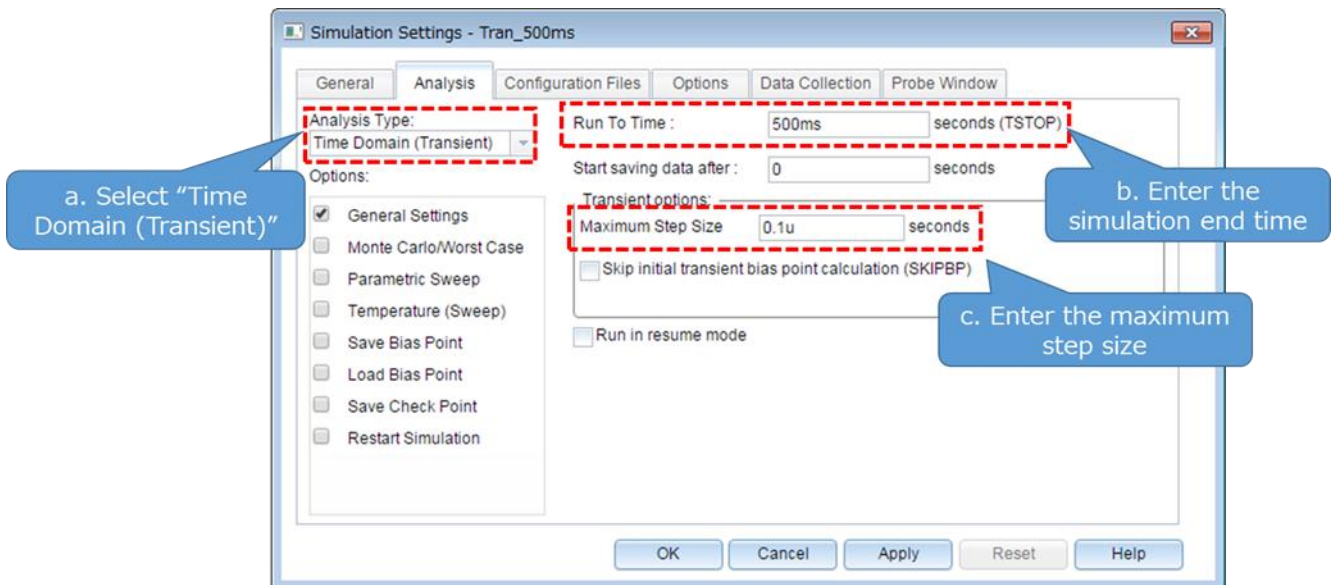 Simulation Settings - Tran_500ms
General
Analysis
Configuration Files
Options
Data Collection
Probe Window
Analysis Type:
Time Domain (Transient)
Options:
General Settings
Monte Carlo/Worst Case
Parametric Sweep
Temperature (Sweep)
Save Bias Point
Load Bias Point
Save Check Point
Restart Simulation
Run To Time : 500ms seconds (TSTOP)
Start saving data after : 0 seconds
Transient options:
Maximum Step Size 0.1u seconds
Skip initial transient bias point calculation (SKIPBP)
Run in resume mode
a. Select “Time
Domain (Transient)”
b. Enter the
simulation end time
c. Enter the maximum
step size
OK
Cancel
Apply
Reset
Help